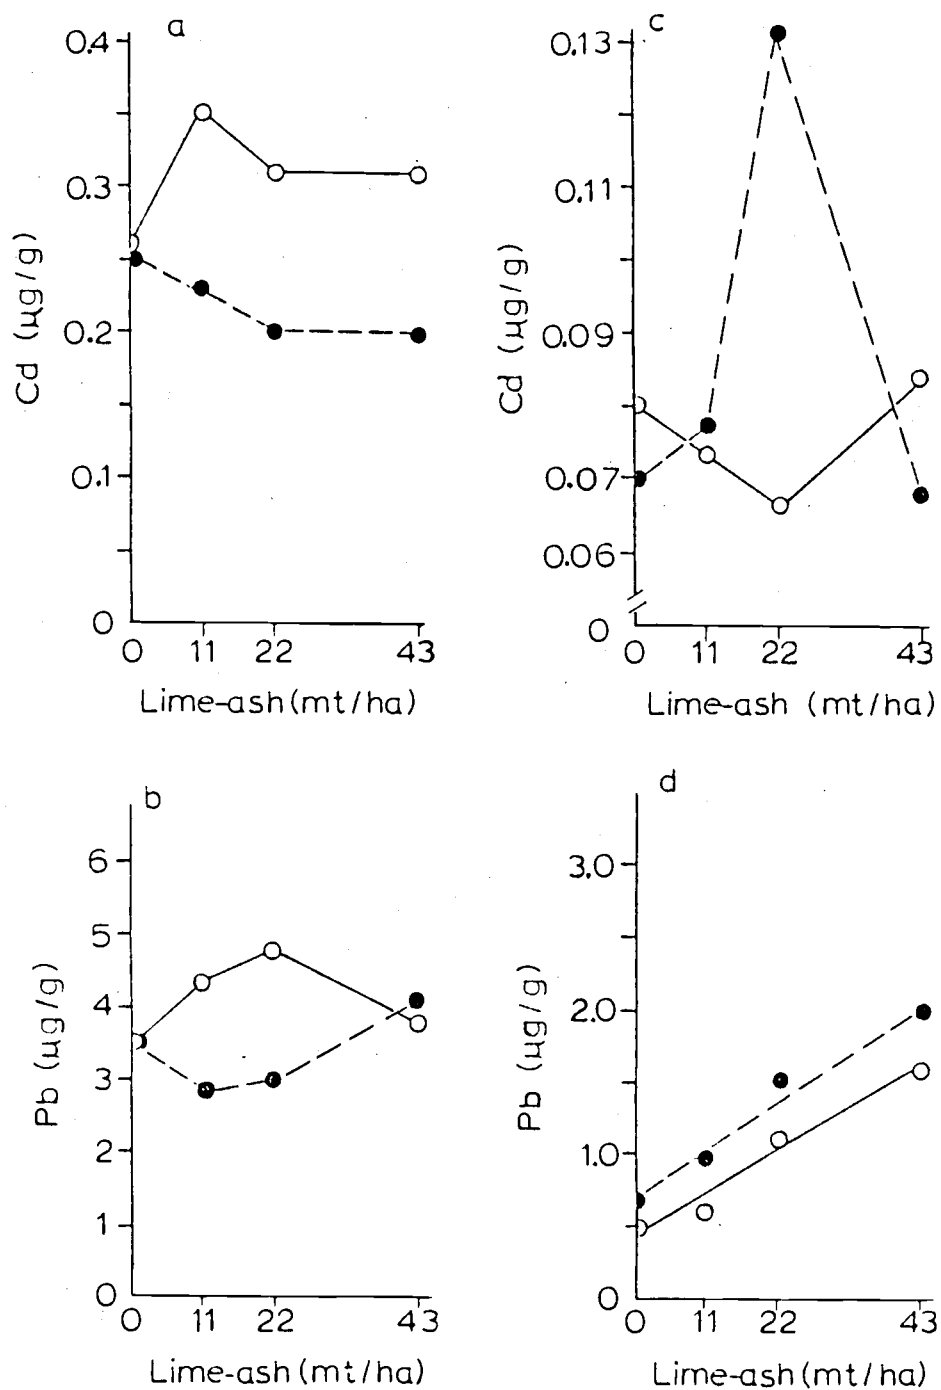 a
0.4
0.3
0.2
0.1
0
Cd (µg/g)
0 11 22 43
Lime-ash (mt/ha)
c
0.13
0.11
0.09
0.07
0.06
0
Cd (µg/g)
0 11 22 43
Lime-ash (mt/ha)
b
6
5
4
3
2
1
0
Pb (µg/g)
0 11 22 43
Lime-ash (mt/ha)
d
3.0
2.0
1.0
0
Pb (µg/g)
0 11 22 43
Lime-ash (mt/ha)